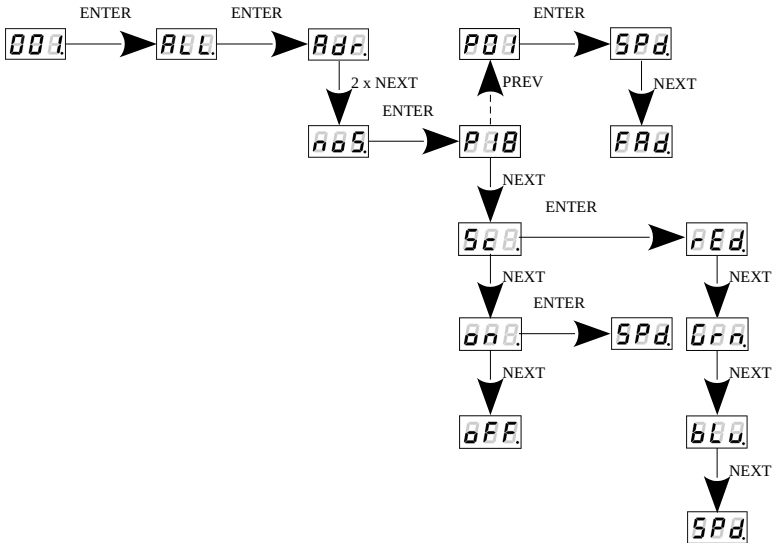 ENTER ENTER ENTER
001. ALL. Adr. P01 SPd.
2 x NEXT PREV NEXT
ENTER
noS. P18 FAd.
NEXT
ENTER
Sc. rEd.
NEXT NEXT
ENTER
on. SPd. Grn.
NEXT NEXT
oFF. bLu.
NEXT
SPd.